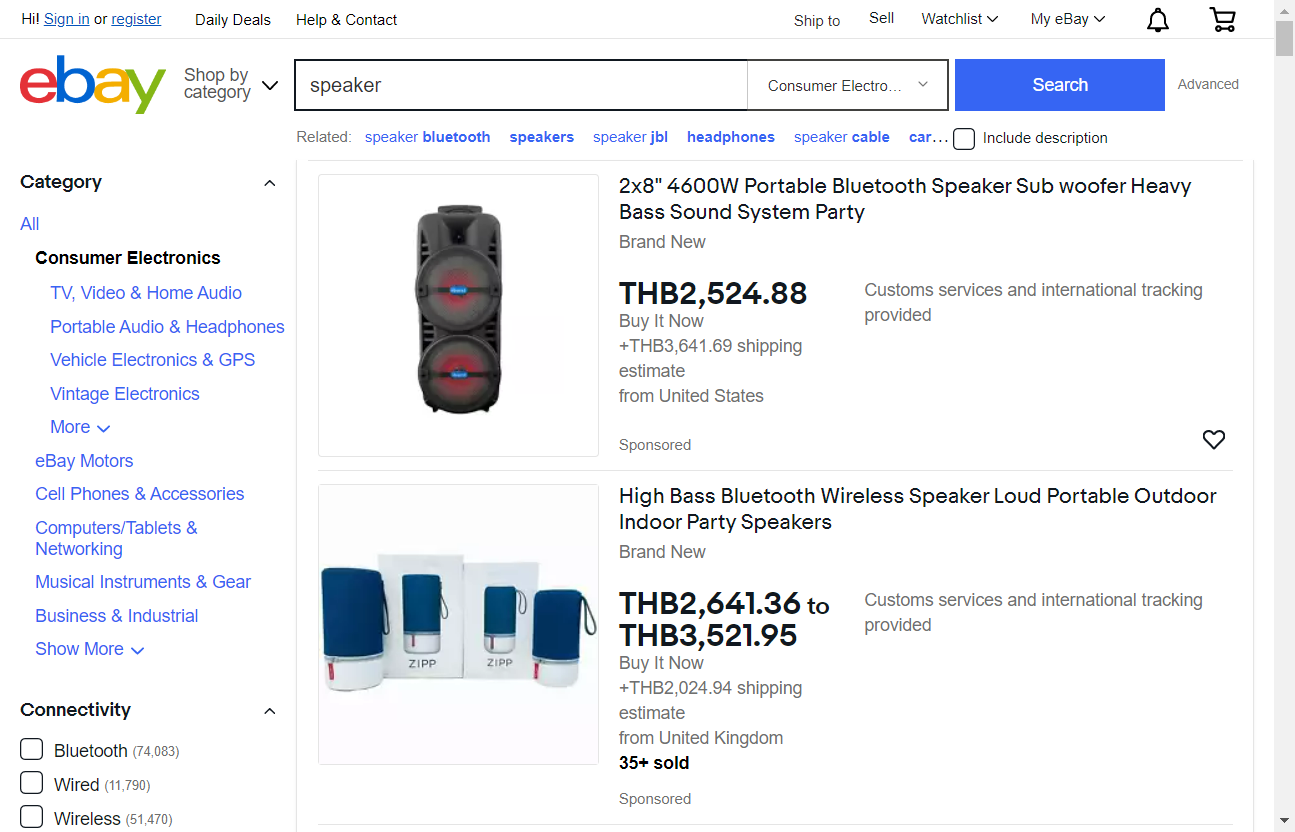 Hi! Sign in or register
Daily Deals
Help & Contact
Ship to
Sell
Watchlist
My eBay
ebay
Shop by
category
speaker
Consumer Electro...
Search
Advanced
Related: speaker bluetooth speakers speaker jbl headphones speaker cable car...
Include description
Category
All
Consumer Electronics
TV, Video & Home Audio
Portable Audio & Headphones
Vehicle Electronics & GPS
Vintage Electronics
More
eBay Motors
Cell Phones & Accessories
Computers/Tablets &
Networking
Musical Instruments & Gear
Business & Industrial
Show More
Connectivity
Bluetooth (74,083)
Wired (11,790)
Wireless (51,470)
2x8" 4600W Portable Bluetooth Speaker Sub woofer Heavy
Bass Sound System Party
Brand New
THB2,524.88
Buy It Now
+THB3,641.69 shipping
estimate
from United States
Customs services and international tracking
provided
Sponsored
ZIPP
ZIPP
High Bass Bluetooth Wireless Speaker Loud Portable Outdoor
Indoor Party Speakers
Brand New
THB2,641.36 to
THB3,521.95
Buy It Now
+THB2,024.94 shipping
estimate
from United Kingdom
35+ sold
Customs services and international tracking
provided
Sponsored